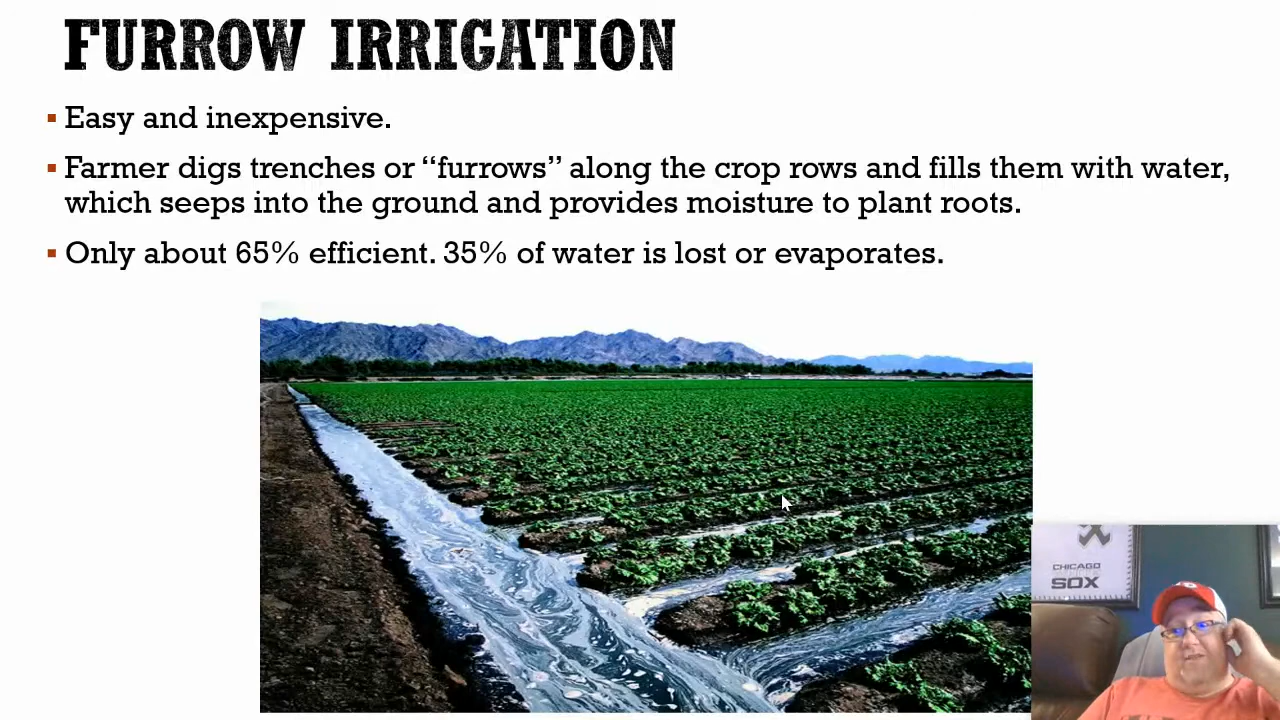 FURROW IRRIGATION
▪ Easy and inexpensive.
▪ Farmer digs trenches or “furrows” along the crop rows and fills them with water,
which seeps into the ground and provides moisture to plant roots.
▪ Only about 65% efficient. 35% of water is lost or evaporates.
CHICAGO
SOX